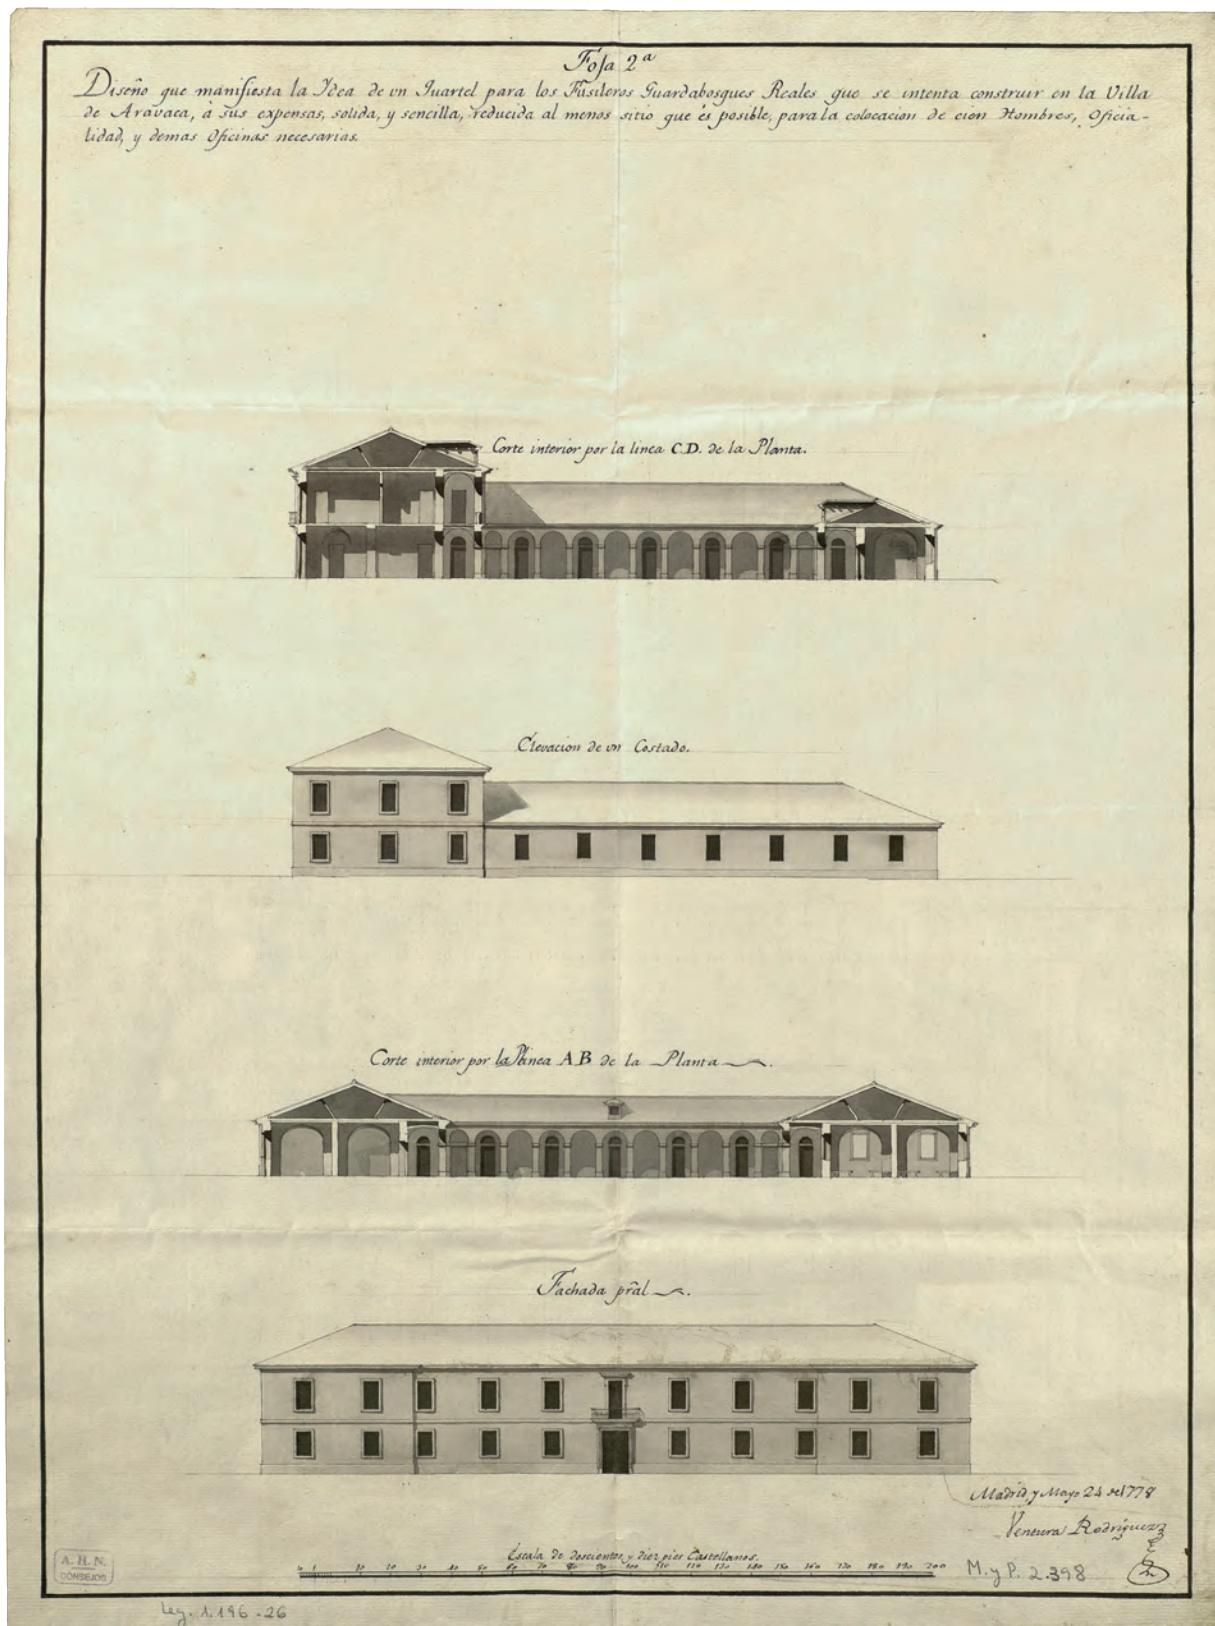 Foja 2ª
Diseño que manifiesta la Ydea de vn Quartel para los Fusileros Guardabosques Reales que se intenta construir en la Villa
de Aravaca, à sus expensas, solida, y sencilla, reducida al menos sitio que és posible, para la colocacion de cien Hombres, Oficia-
lidad, y demas Oficinas necesarias.
Corte interior por la linea C.D. de la Planta.
Elevacion de vn Costado.
Corte interior por la linea AB de la Planta.
Fachada prãl.
Madrid, y Mayo 24 de 1778
Ventura Rodriguez
Escala de doscientos, y diez pies Castellanos.
10 20 30 40 50 60 70 80 90 100 110 120 130 140 150 160 170 180 190 200
A. H. N.
CONSEJOS
M. y P. 2.398
Leg. 1.196-26